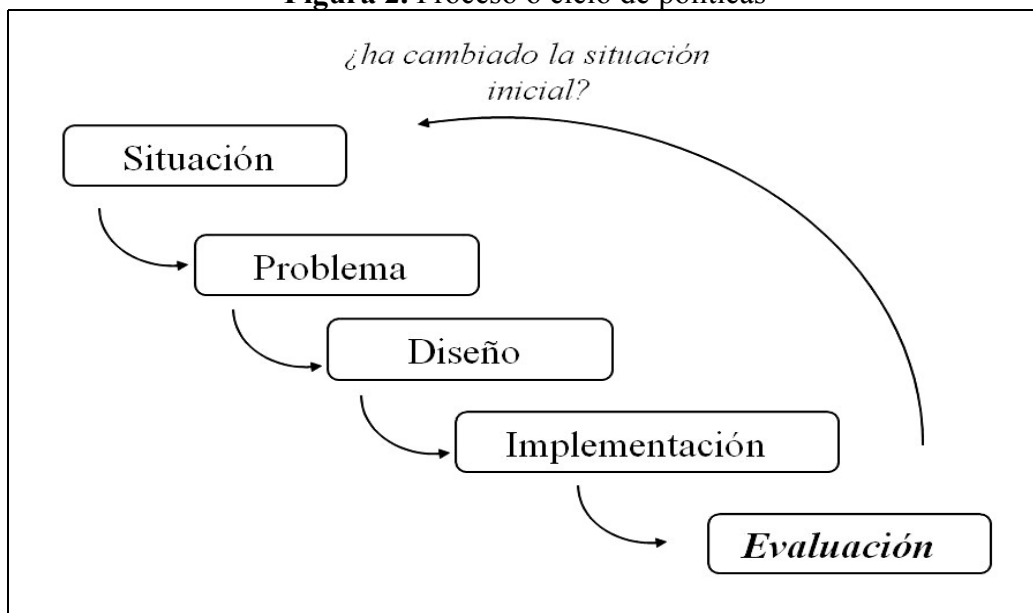 Figura 2. Proceso o ciclo de políticas
¿ha cambiado la situación
inicial?
Situación
Problema
Diseño
Implementación
Evaluación